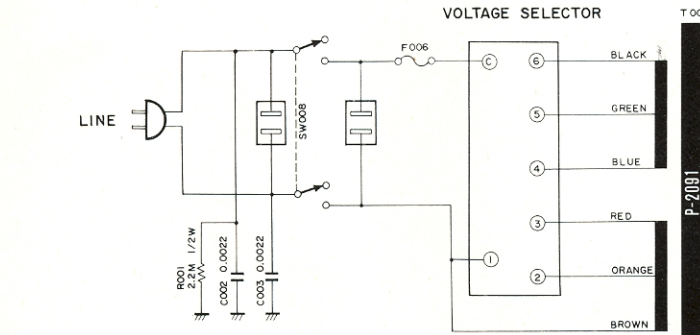 VOLTAGE SELECTOR
TOO
F006
C
6
BLACK
5
GREEN
LINE
SW008
4
BLUE
P-2091
3
RED
R001
2.2M 1/2W
C002 0.0022
C003 0.0022
1
2
ORANGE
BROWN